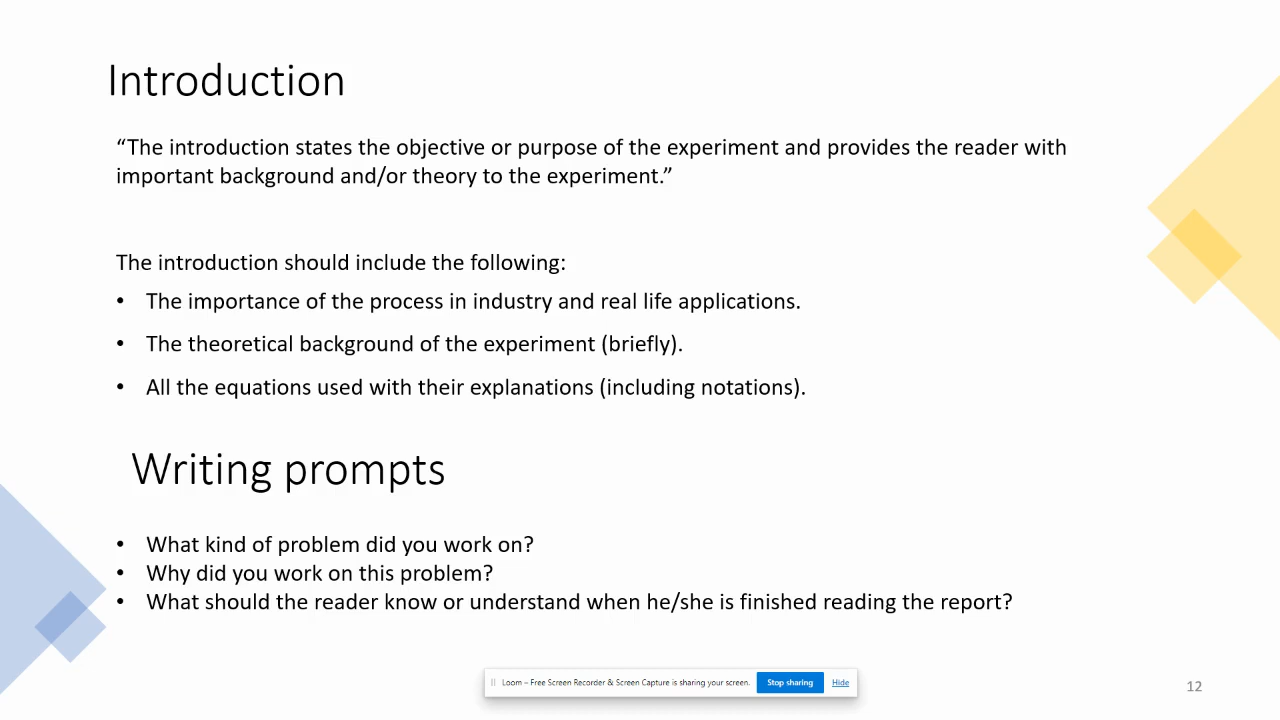 Introduction
“The introduction states the objective or purpose of the experiment and provides the reader with
important background and/or theory to the experiment.”
The introduction should include the following:
• The importance of the process in industry and real life applications.
• The theoretical background of the experiment (briefly).
• All the equations used with their explanations (including notations).
Writing prompts
• What kind of problem did you work on?
• Why did you work on this problem?
• What should the reader know or understand when he/she is finished reading the report?
Loom – Free Screen Recorder & Screen Capture is sharing your screen. Stop sharing Hide
12